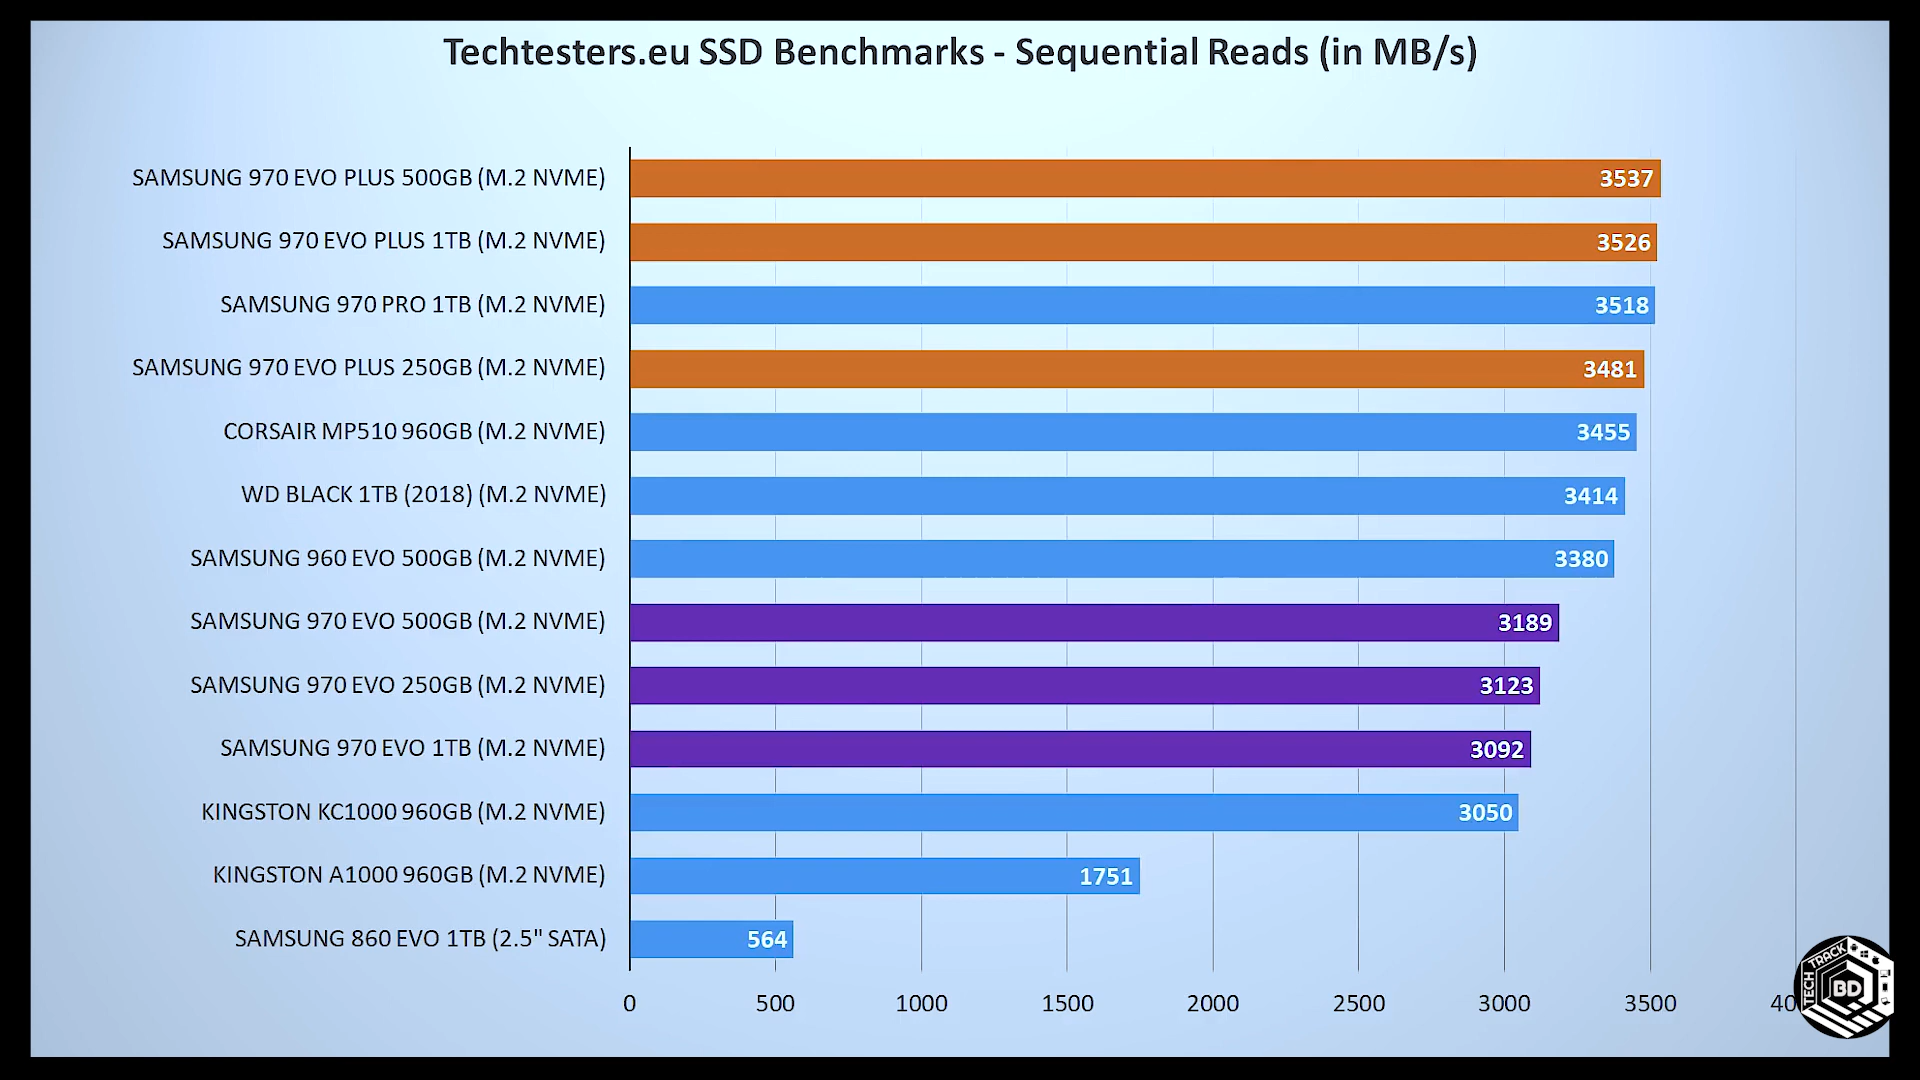 Techtesters.eu SSD Benchmarks - Sequential Reads (in MB/s)
SAMSUNG 970 EVO PLUS 500GB (M.2 NVME) 3537
SAMSUNG 970 EVO PLUS 1TB (M.2 NVME) 3526
SAMSUNG 970 PRO 1TB (M.2 NVME) 3518
SAMSUNG 970 EVO PLUS 250GB (M.2 NVME) 3481
CORSAIR MP510 960GB (M.2 NVME) 3455
WD BLACK 1TB (2018) (M.2 NVME) 3414
SAMSUNG 960 EVO 500GB (M.2 NVME) 3380
SAMSUNG 970 EVO 500GB (M.2 NVME) 3189
SAMSUNG 970 EVO 250GB (M.2 NVME) 3123
SAMSUNG 970 EVO 1TB (M.2 NVME) 3092
KINGSTON KC1000 960GB (M.2 NVME) 3050
KINGSTON A1000 960GB (M.2 NVME) 1751
SAMSUNG 860 EVO 1TB (2.5" SATA) 564
0 500 1000 1500 2000 2500 3000 3500 40
TECH TRACK
BD